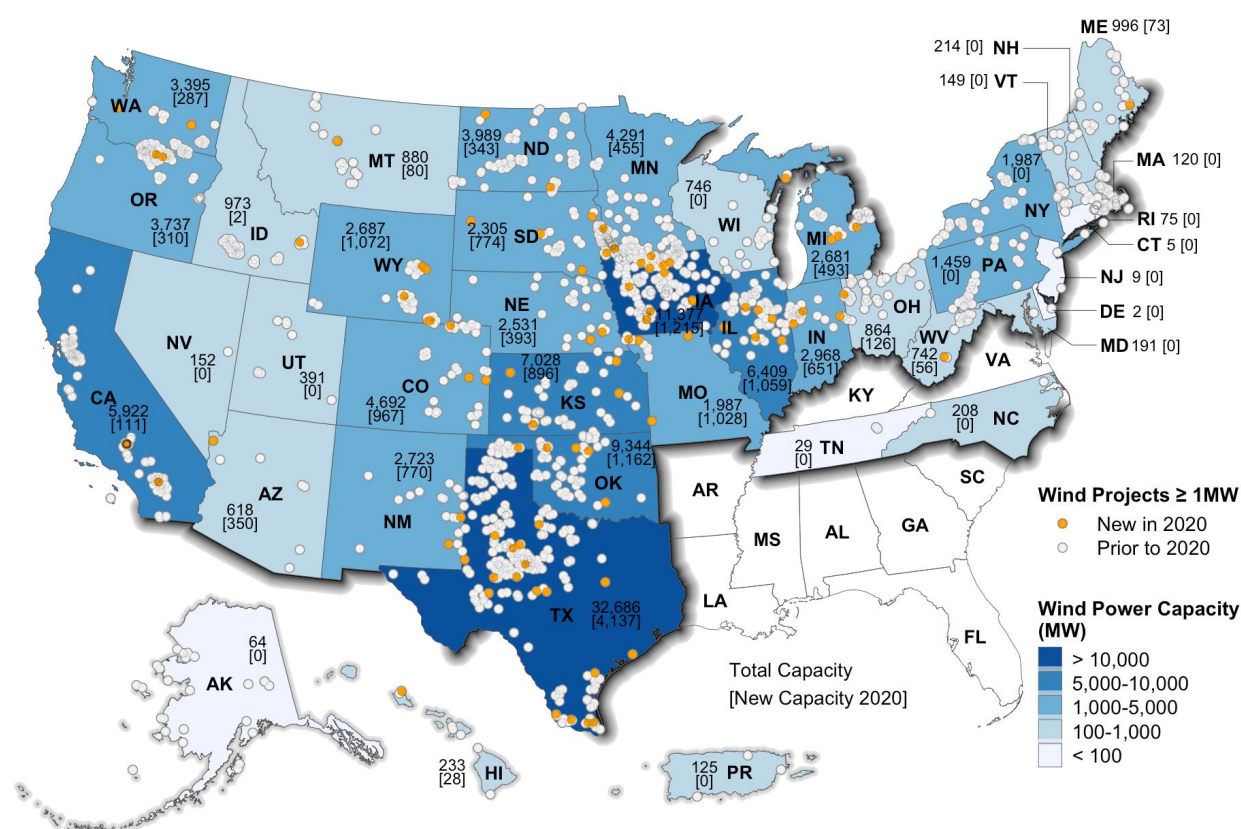 ME 996 [73]
214 [0] NH
149 [0] VT
WA
3,395
[287]
MT
880
[80]
3,989
[343]
ND
4,291
[455]
MN
1,987
[0]
NY
MA 120 [0]
OR
3,737
[310]
973
[2]
ID
2,687
[1,072]
WY
2,305
[774]
SD
746
[0]
WI
MI
2,681
[493]
RI 75 [0]
CT 5 [0]
1,459
[0]
PA
NJ 9 [0]
NE
2,531
[393]
IA
11,377
[1,215]
IL
6,409
[1,059]
IN
2,968
[651]
OH
864
[126]
WV
742
[56]
DE 2 [0]
MD 191 [0]
VA
NV
152
[0]
UT
391
[0]
CO
4,692
[967]
7,028
[896]
KS
MO
1,987
[1,028]
KY
CA
5,922
[111]
208
[0]
NC
29
[0]
TN
AZ
618
[350]
2,723
[770]
NM
9,344
[1,162]
OK
AR
SC
MS
AL
GA
LA
FL
TX
32,686
[4,137]
Wind Projects ≥ 1MW
New in 2020
Prior to 2020
Wind Power Capacity
(MW)
> 10,000
5,000-10,000
1,000-5,000
100-1,000
< 100
Total Capacity
[New Capacity 2020]
64
[0]
AK
233
[28]
HI
125
[0]
PR